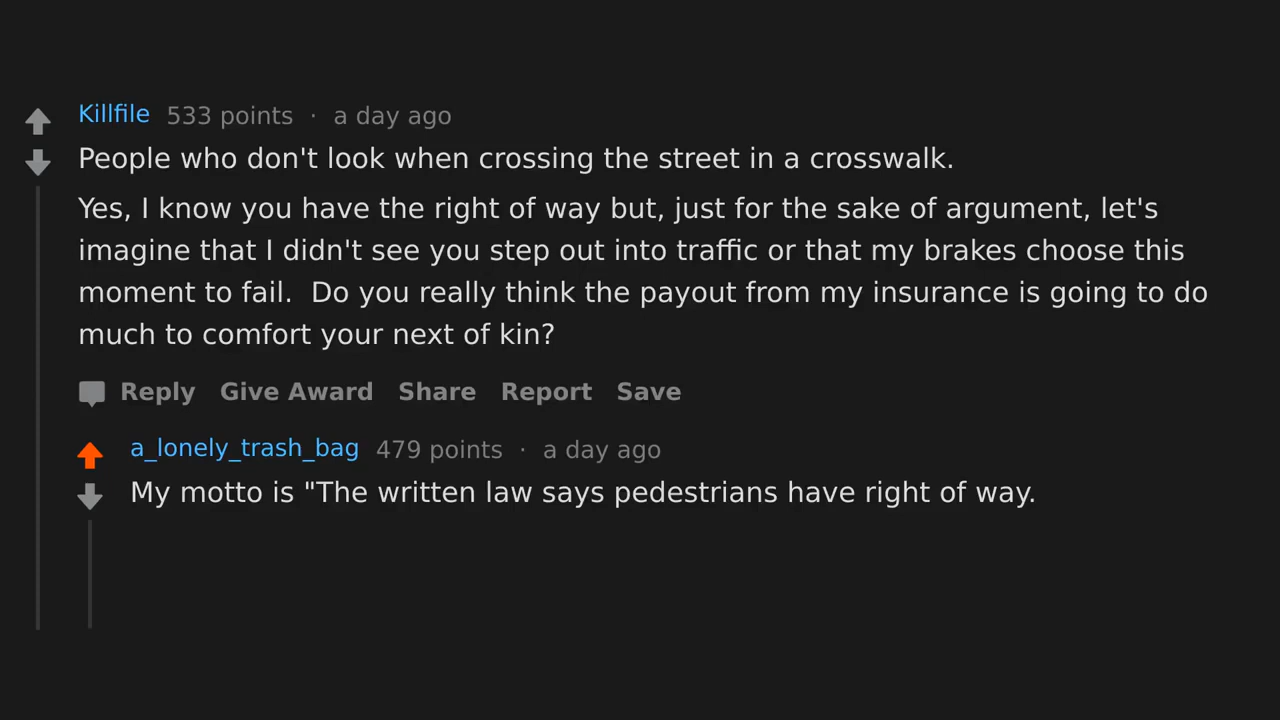 Killfile 533 points · a day ago
People who don't look when crossing the street in a crosswalk.
Yes, I know you have the right of way but, just for the sake of argument, let's
imagine that I didn't see you step out into traffic or that my brakes choose this
moment to fail.  Do you really think the payout from my insurance is going to do
much to comfort your next of kin?
Reply Give Award Share Report Save
a_lonely_trash_bag 479 points · a day ago
My motto is "The written law says pedestrians have right of way.